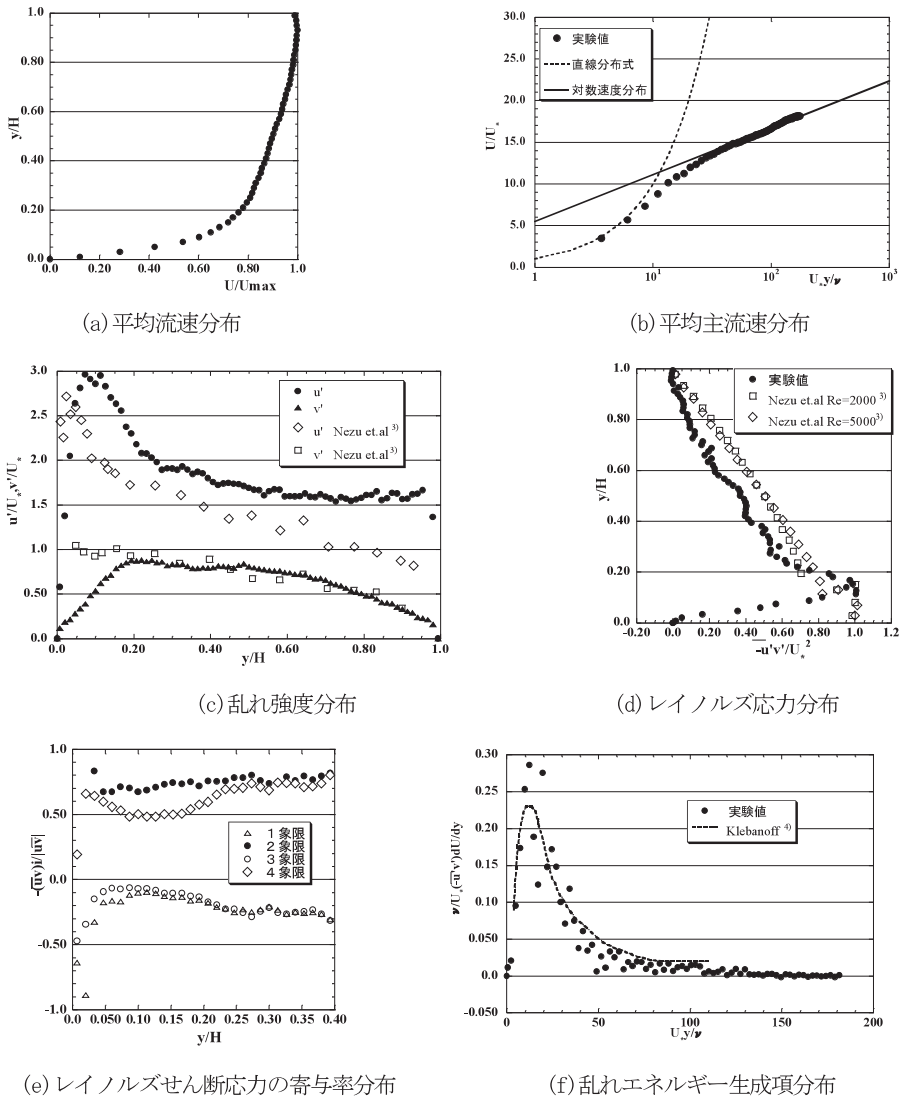 1.0
0.80
0.60
0.40
0.20
0.0
y/H
0.0 0.20 0.40 0.60 0.80 1.0
U/Umax
(a)平均流速分布
30.0
25.0
20.0
15.0
10.0
5.0
0.0
U/U*
実験値
直線分布式
対数速度分布
1 10¹ 10² 10³
U*y/ν
(b)平均主流速分布
3.0
2.5
2.0
1.5
1.0
0.50
0.0
u'/U*,v'/U*
u'
v'
u' Nezu et.al³⁾
v' Nezu et.al³⁾
0.0 0.20 0.40 0.60 0.80 1.0
y/H
(c)乱れ強度分布
1.0
0.80
0.60
0.40
0.20
0.0
y/H
実験値
Nezu et.al Re=2000³⁾
Nezu et.al Re=5000³⁾
-0.20 0.0 0.20 0.40 0.60 0.80 1.0 1.2
-u'v'/U*²
(d)レイノルズ応力分布
1.0
0.50
0.0
-0.50
-1.0
-(uv)i/|uv|
1象限
2象限
3象限
4象限
0.0 0.050 0.10 0.15 0.20 0.25 0.30 0.35 0.40
y/H
(e)レイノルズせん断応力の寄与率分布
0.30
0.25
0.20
0.15
0.10
0.050
0.0
-0.050
ν/U*(-u'v')dU/dy
実験値
Klebanoff ⁴⁾
0 50 100 150 200
U*y/ν
(f)乱れエネルギー生成項分布